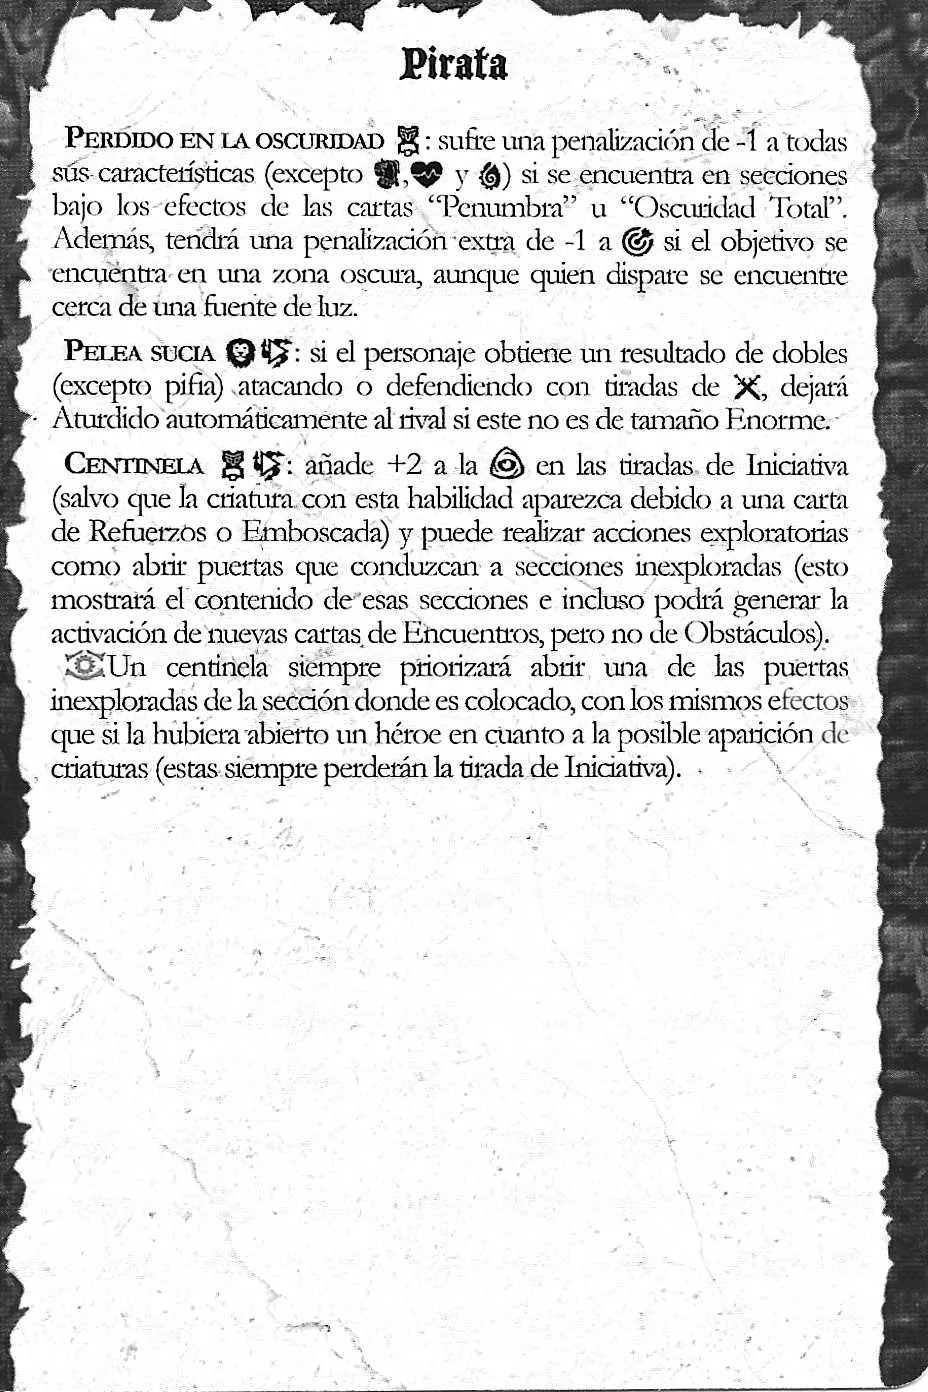 Pirata
PERDIDO EN LA OSCURIDAD : sufre una penalización de -1 a todas
sus características (excepto , y ) si se encuentra en secciones
bajo los efectos de las cartas “Penumbra” u “Oscuridad Total”.
Además, tendrá una penalización extra de -1 a si el objetivo se
encuentra en una zona oscura, aunque quien dispare se encuentre
cerca de una fuente de luz.
PELEA SUCIA : si el personaje obtiene un resultado de dobles
(excepto pifia) atacando o defendiendo con tiradas de , dejará
Aturdido automáticamente al rival si este no es de tamaño Enorme.
CENTINELA : añade +2 a la en las tiradas de Iniciativa
(salvo que la criatura con esta habilidad aparezca debido a una carta
de Refuerzos o Emboscada) y puede realizar acciones exploratorias
como abrir puertas que conduzcan a secciones inexploradas (esto
mostrará el contenido de esas secciones e incluso podrá generar la
activación de nuevas cartas de Encuentros, pero no de Obstáculos).
Un centinela siempre priorizará abrir una de las puertas
inexploradas de la sección donde es colocado, con los mismos efectos
que si la hubiera abierto un héroe en cuanto a la posible aparición de
criaturas (estas siempre perderán la tirada de Iniciativa).